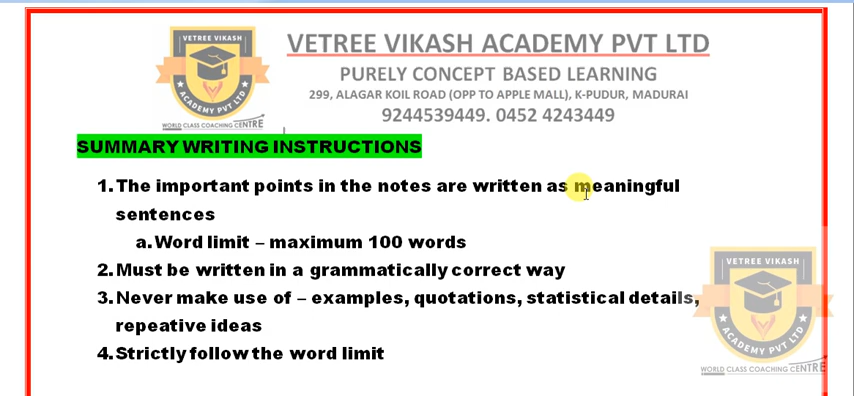 VETREE VIKASH
ACADEMY PVT LTD
WORLD CLASS COACHING CENTRE
VETREE VIKASH ACADEMY PVT LTD
PURELY CONCEPT BASED LEARNING
299, ALAGAR KOIL ROAD (OPP TO APPLE MALL), K-PUDUR, MADURAI
9244539449. 0452 4243449
SUMMARY WRITING INSTRUCTIONS
1. The important points in the notes are written as meaningful
sentences
a. Word limit – maximum 100 words
2. Must be written in a grammatically correct way
3. Never make use of – examples, quotations, statistical details,
repeative ideas
4. Strictly follow the word limit
VETREE VIKASH
ACADEMY PVT LTD
WORLD CLASS COACHING CENTRE